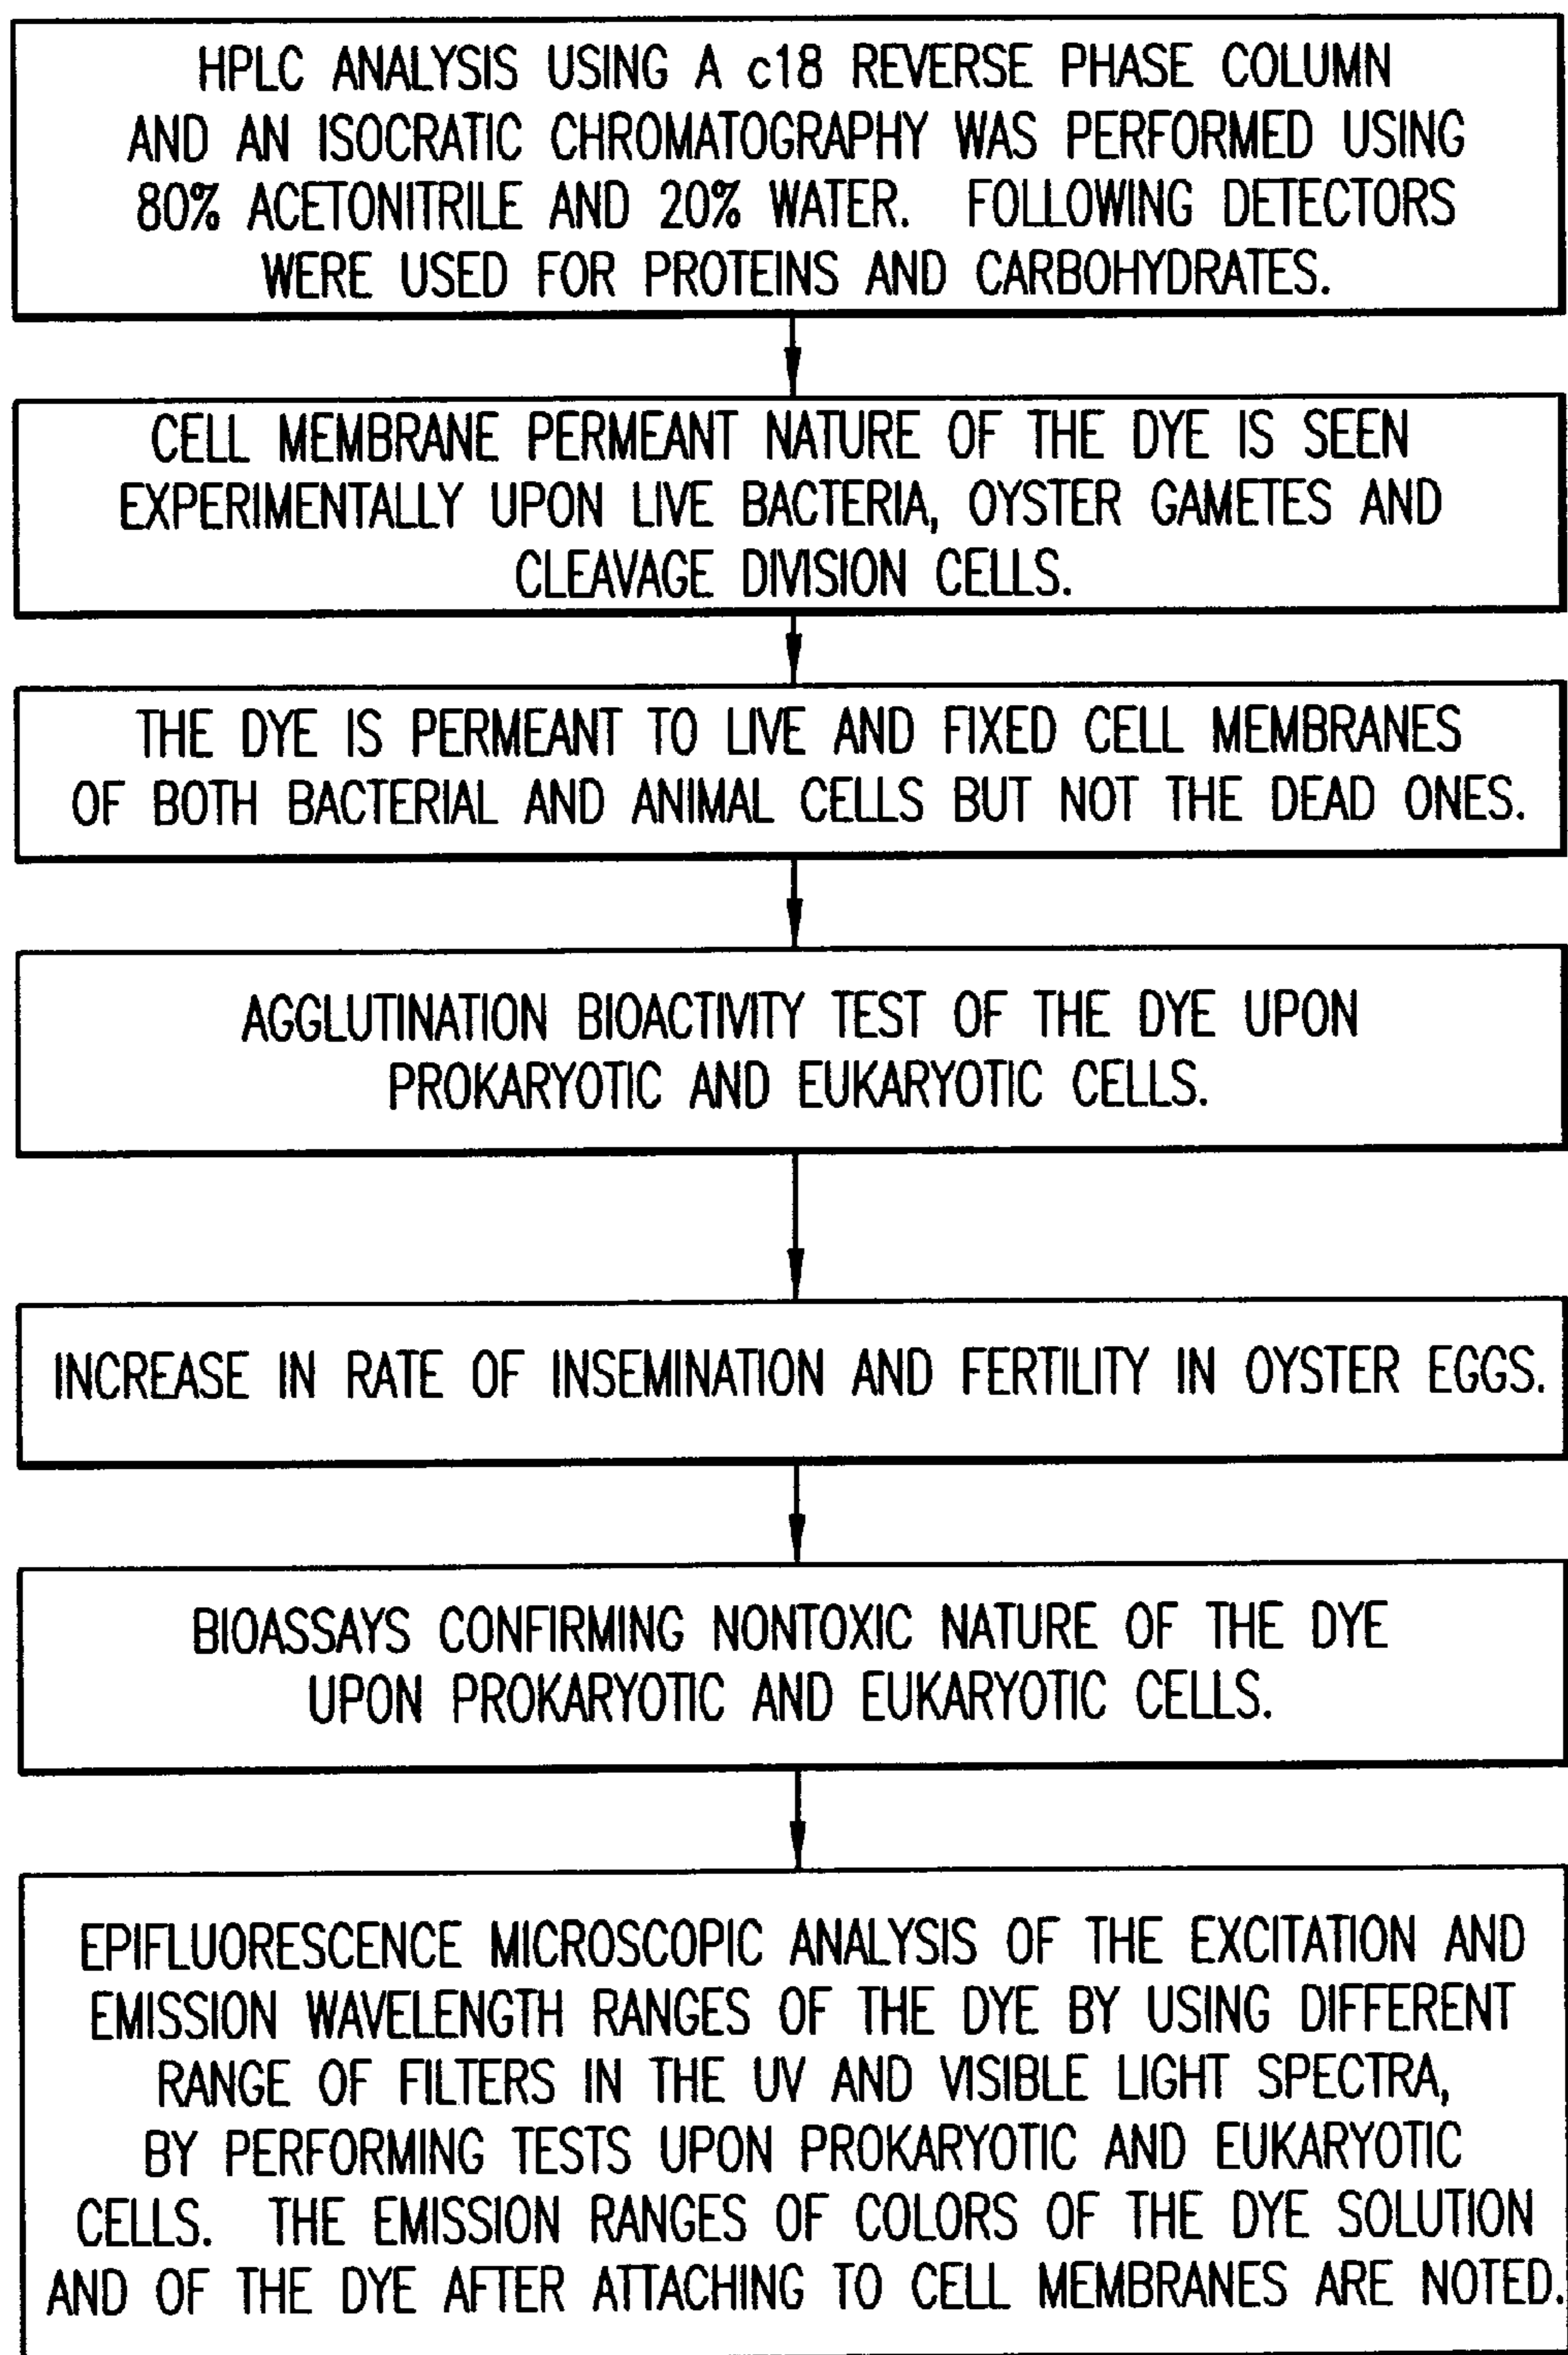 HPLC ANALYSIS USING A c18 REVERSE PHASE COLUMN
AND AN ISOCRATIC CHROMATOGRAPHY WAS PERFORMED USING
80% ACETONITRILE AND 20% WATER. FOLLOWING DETECTORS
WERE USED FOR PROTEINS AND CARBOHYDRATES.
CELL MEMBRANE PERMEANT NATURE OF THE DYE IS SEEN
EXPERIMENTALLY UPON LIVE BACTERIA, OYSTER GAMETES AND
CLEAVAGE DIVISION CELLS.
THE DYE IS PERMEANT TO LIVE AND FIXED CELL MEMBRANES
OF BOTH BACTERIAL AND ANIMAL CELLS BUT NOT THE DEAD ONES.
AGGLUTINATION BIOACTIVITY TEST OF THE DYE UPON
PROKARYOTIC AND EUKARYOTIC CELLS.
INCREASE IN RATE OF INSEMINATION AND FERTILITY IN OYSTER EGGS.
BIOASSAYS CONFIRMING NONTOXIC NATURE OF THE DYE
UPON PROKARYOTIC AND EUKARYOTIC CELLS.
EPIFLUORESCENCE MICROSCOPIC ANALYSIS OF THE EXCITATION AND
EMISSION WAVELENGTH RANGES OF THE DYE BY USING DIFFERENT
RANGE OF FILTERS IN THE UV AND VISIBLE LIGHT SPECTRA,
BY PERFORMING TESTS UPON PROKARYOTIC AND EUKARYOTIC
CELLS. THE EMISSION RANGES OF COLORS OF THE DYE SOLUTION
AND OF THE DYE AFTER ATTACHING TO CELL MEMBRANES ARE NOTED.